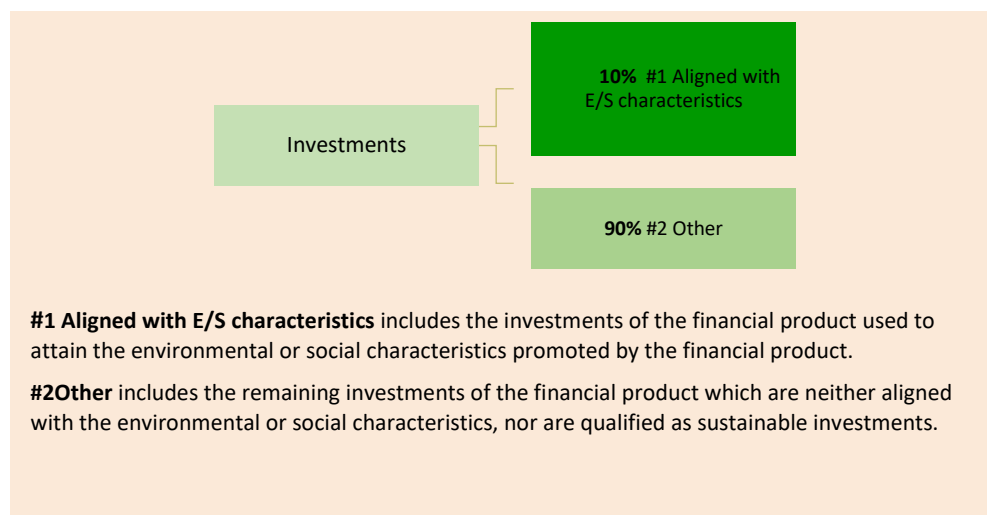 10% #1 Aligned with
E/S characteristics
Investments
90% #2 Other
#1 Aligned with E/S characteristics includes the investments of the financial product used to
attain the environmental or social characteristics promoted by the financial product.
#2Other includes the remaining investments of the financial product which are neither aligned
with the environmental or social characteristics, nor are qualified as sustainable investments.